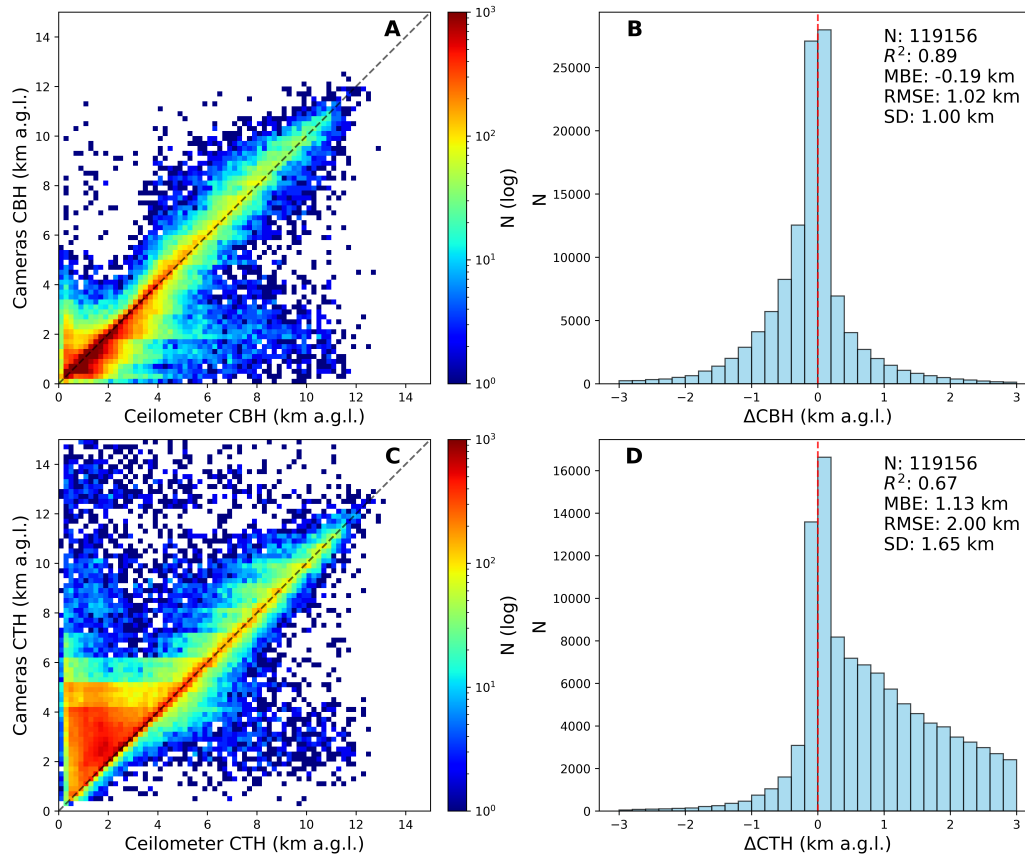 A
14
12
10
8
6
4
2
0
Cameras CBH (km a.g.l.)
0 2 4 6 8 10 12 14
Ceilometer CBH (km a.g.l.)
10³
10²
10¹
10⁰
N (log)
B
N: 119156
R²: 0.89
MBE: -0.19 km
RMSE: 1.02 km
SD: 1.00 km
25000
20000
15000
10000
5000
0
N
−3 −2 −1 0 1 2 3
ΔCBH (km a.g.l.)
C
14
12
10
8
6
4
2
0
Cameras CTH (km a.g.l.)
0 2 4 6 8 10 12 14
Ceilometer CTH (km a.g.l.)
10³
10²
10¹
10⁰
N (log)
D
N: 119156
R²: 0.67
MBE: 1.13 km
RMSE: 2.00 km
SD: 1.65 km
16000
14000
12000
10000
8000
6000
4000
2000
0
N
−3 −2 −1 0 1 2 3
ΔCTH (km a.g.l.)